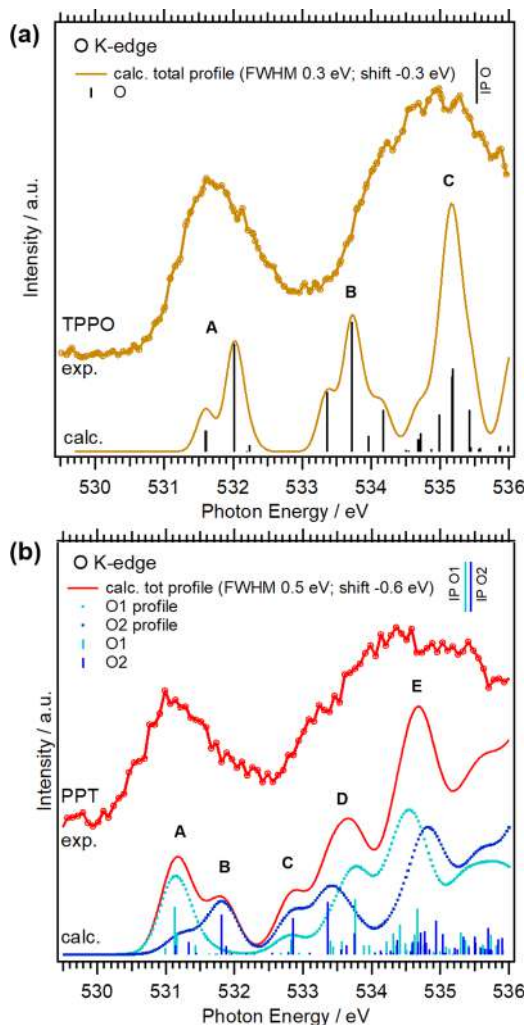 (a)
O K-edge
calc. total profile (FWHM 0.3 eV; shift -0.3 eV)
O
IP O
C
B
A
TPPO
exp.
calc.
Intensity / a.u.
530 531 532 533 534 535 536
Photon Energy / eV
(b)
O K-edge
calc. tot profile (FWHM 0.5 eV; shift -0.6 eV)
O1 profile
O2 profile
O1
O2
IP O1
IP O2
E
D
A
B
C
PPT
exp.
calc.
Intensity / a.u.
530 531 532 533 534 535 536
Photon Energy / eV